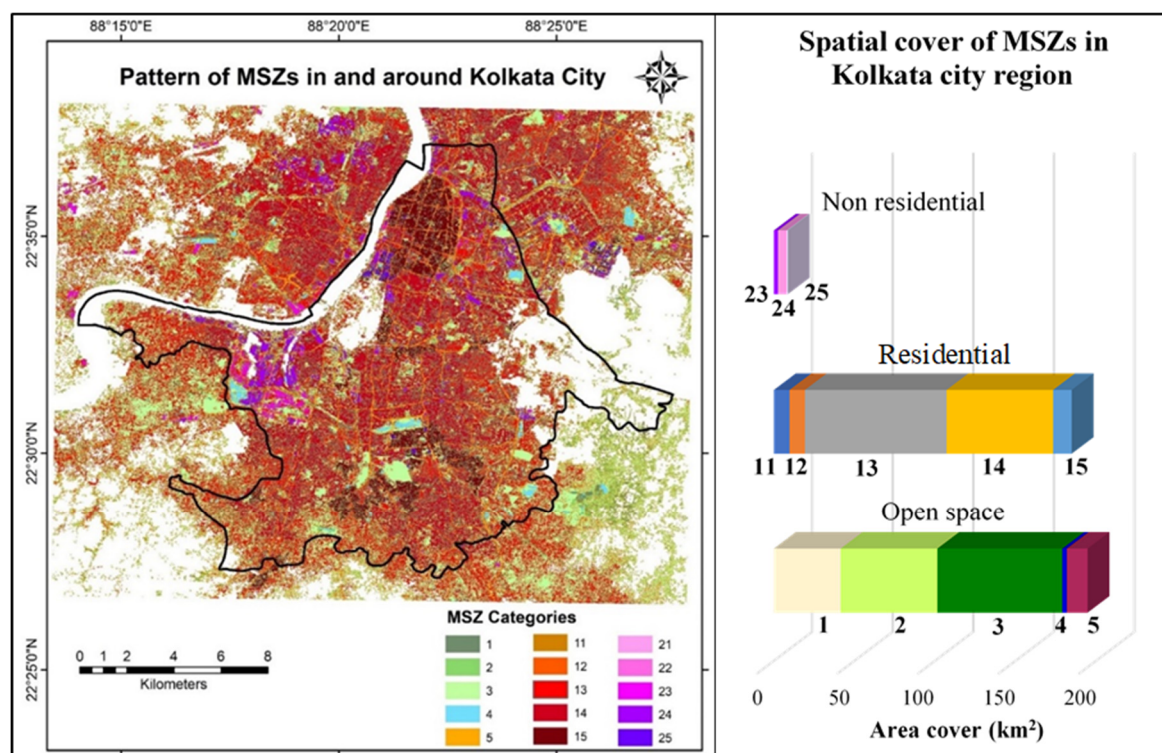 88°15'0"E 88°20'0"E 88°25'0"E
Pattern of MSZs in and around Kolkata City
22°35'0"N
22°30'0"N
22°25'0"N
0 1 2 4 6 8
Kilometers
MSZ Categories
1 11 21
2 12 22
3 13 23
4 14 24
5 15 25
Spatial cover of MSZs in
Kolkata city region
Non residential
23 24 25
Residential
11 12 13 14 15
Open space
1 2 3 4 5
0 50 100 150 200
Area cover (km²)